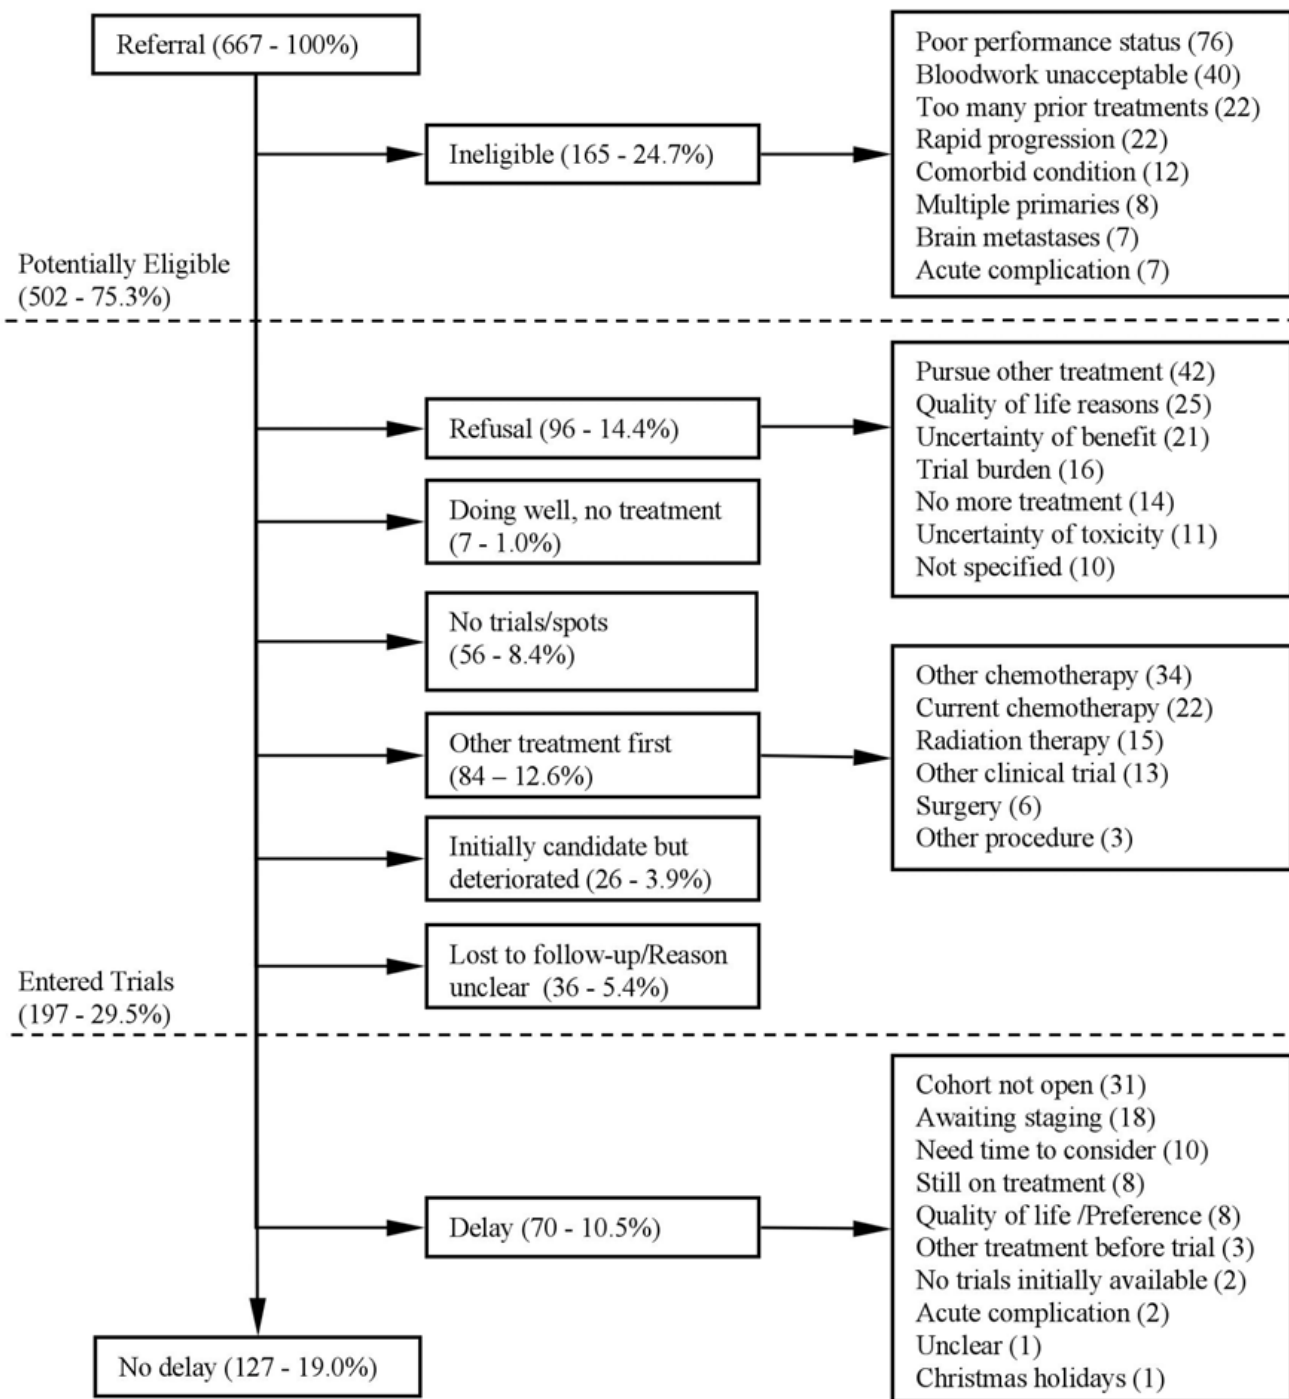 Referral (667 - 100%)
Ineligible (165 - 24.7%)
Poor performance status (76)
Bloodwork unacceptable (40)
Too many prior treatments (22)
Rapid progression (22)
Comorbid condition (12)
Multiple primaries (8)
Brain metastases (7)
Acute complication (7)
Potentially Eligible
(502 - 75.3%)
Refusal (96 - 14.4%)
Pursue other treatment (42)
Quality of life reasons (25)
Uncertainty of benefit (21)
Trial burden (16)
No more treatment (14)
Uncertainty of toxicity (11)
Not specified (10)
Doing well, no treatment
(7 - 1.0%)
No trials/spots
(56 - 8.4%)
Other treatment first
(84 – 12.6%)
Other chemotherapy (34)
Current chemotherapy (22)
Radiation therapy (15)
Other clinical trial (13)
Surgery (6)
Other procedure (3)
Initially candidate but
deteriorated (26 - 3.9%)
Lost to follow-up/Reason
unclear (36 - 5.4%)
Entered Trials
(197 - 29.5%)
Delay (70 - 10.5%)
Cohort not open (31)
Awaiting staging (18)
Need time to consider (10)
Still on treatment (8)
Quality of life /Preference (8)
Other treatment before trial (3)
No trials initially available (2)
Acute complication (2)
Unclear (1)
Christmas holidays (1)
No delay (127 - 19.0%)